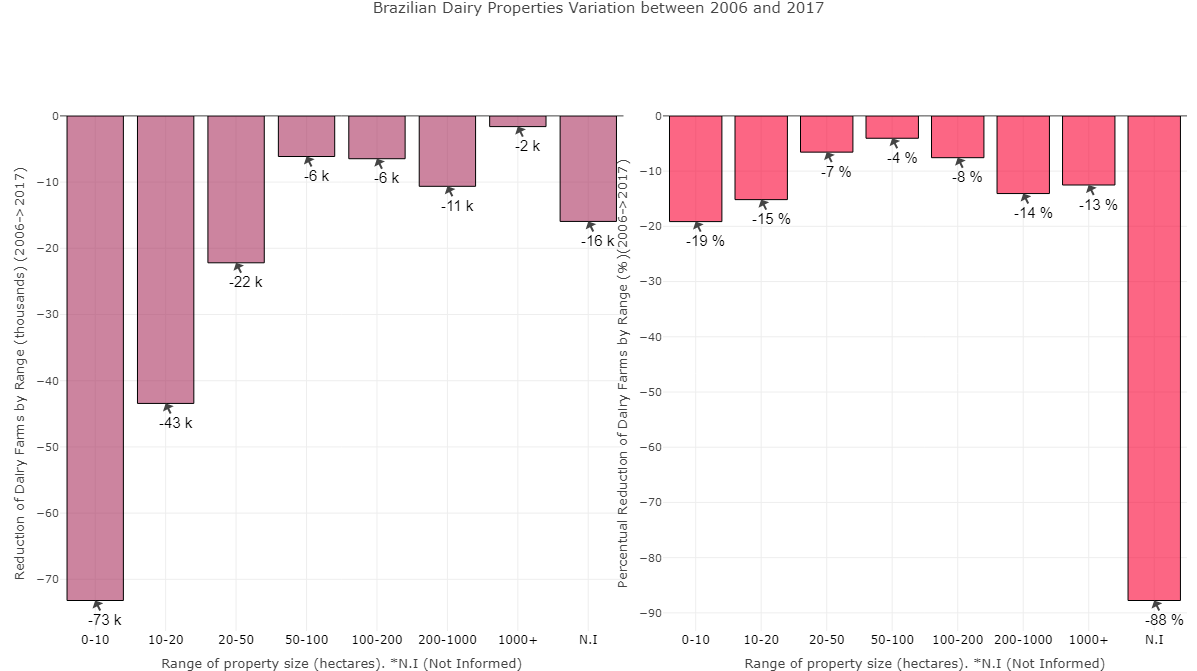 Brazilian Dairy Properties Variation between 2006 and 2017
Reduction of Dairy Farms by Range (thousands) (2006->2017)
0
−10
−20
−30
−40
−50
−60
−70
-73 k
-43 k
-22 k
-6 k
-6 k
-11 k
-2 k
-16 k
0-10
10-20
20-50
50-100
100-200
200-1000
1000+
N.I
Range of property size (hectares). *N.I (Not Informed)
Percentual Reduction of Dairy Farms by Range (%)(2006->2017)
0
−10
−20
−30
−40
−50
−60
−70
−80
−90
-19 %
-15 %
-7 %
-4 %
-8 %
-14 %
-13 %
-88 %
0-10
10-20
20-50
50-100
100-200
200-1000
1000+
N.I
Range of property size (hectares). *N.I (Not Informed)